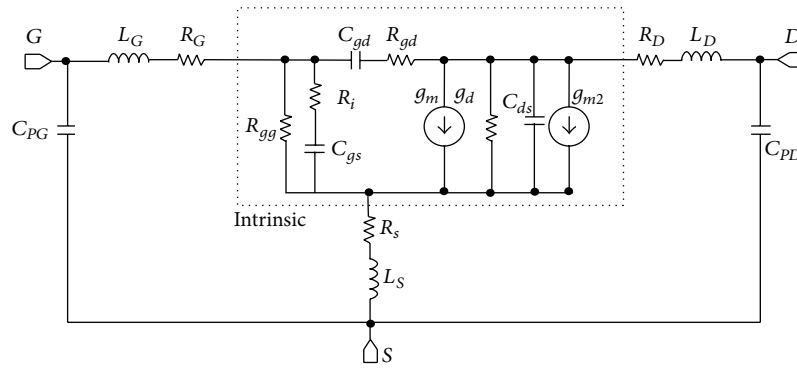 G
L_G
R_G
C_gd
R_gd
R_D
L_D
D
C_PG
R_gg
R_i
C_gs
g_m
g_d
C_ds
g_m2
C_PD
Intrinsic
R_s
L_S
S